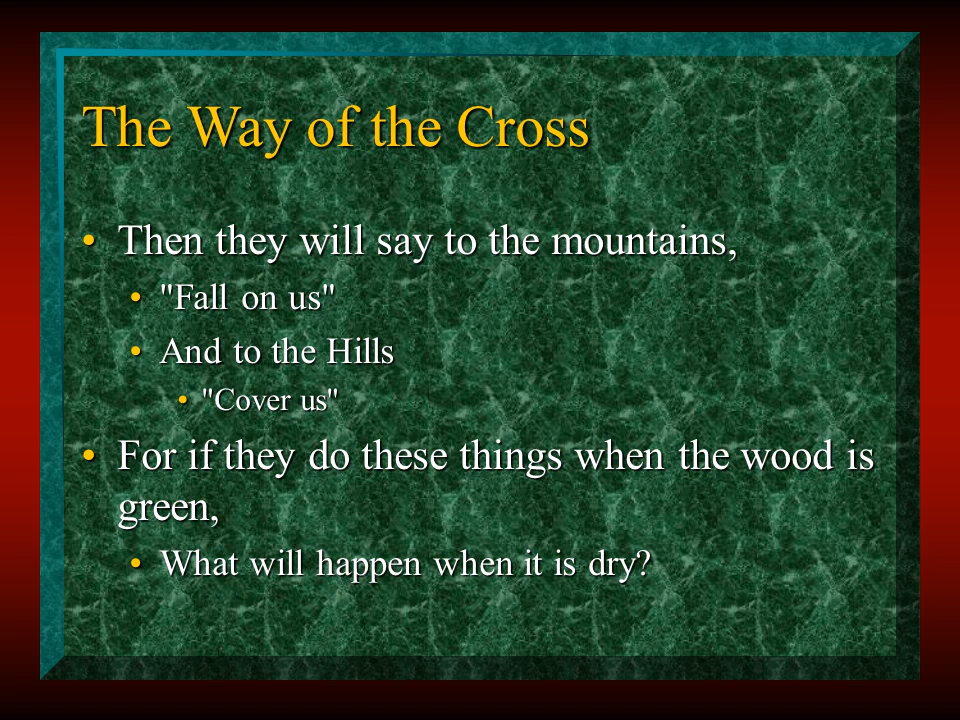 The Way of the Cross
• Then they will say to the mountains,
• "Fall on us"
• And to the Hills
• "Cover us"
• For if they do these things when the wood is
green,
• What will happen when it is dry?